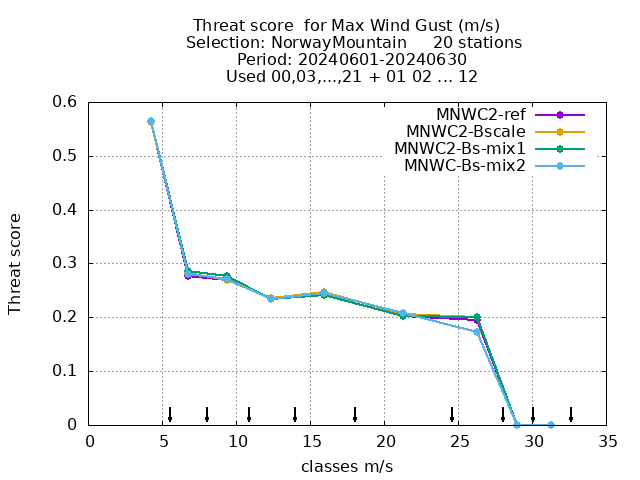 Threat score  for Max Wind Gust (m/s)
Selection: NorwayMountain     20 stations
Period: 20240601-20240630
Used 00,03,...,21 + 01 02 ... 12
MNWC2-ref
MNWC2-Bscale
MNWC2-Bs-mix1
MNWC-Bs-mix2
Threat score
0.6
0.5
0.4
0.3
0.2
0.1
0
0 5 10 15 20 25 30 35
classes m/s